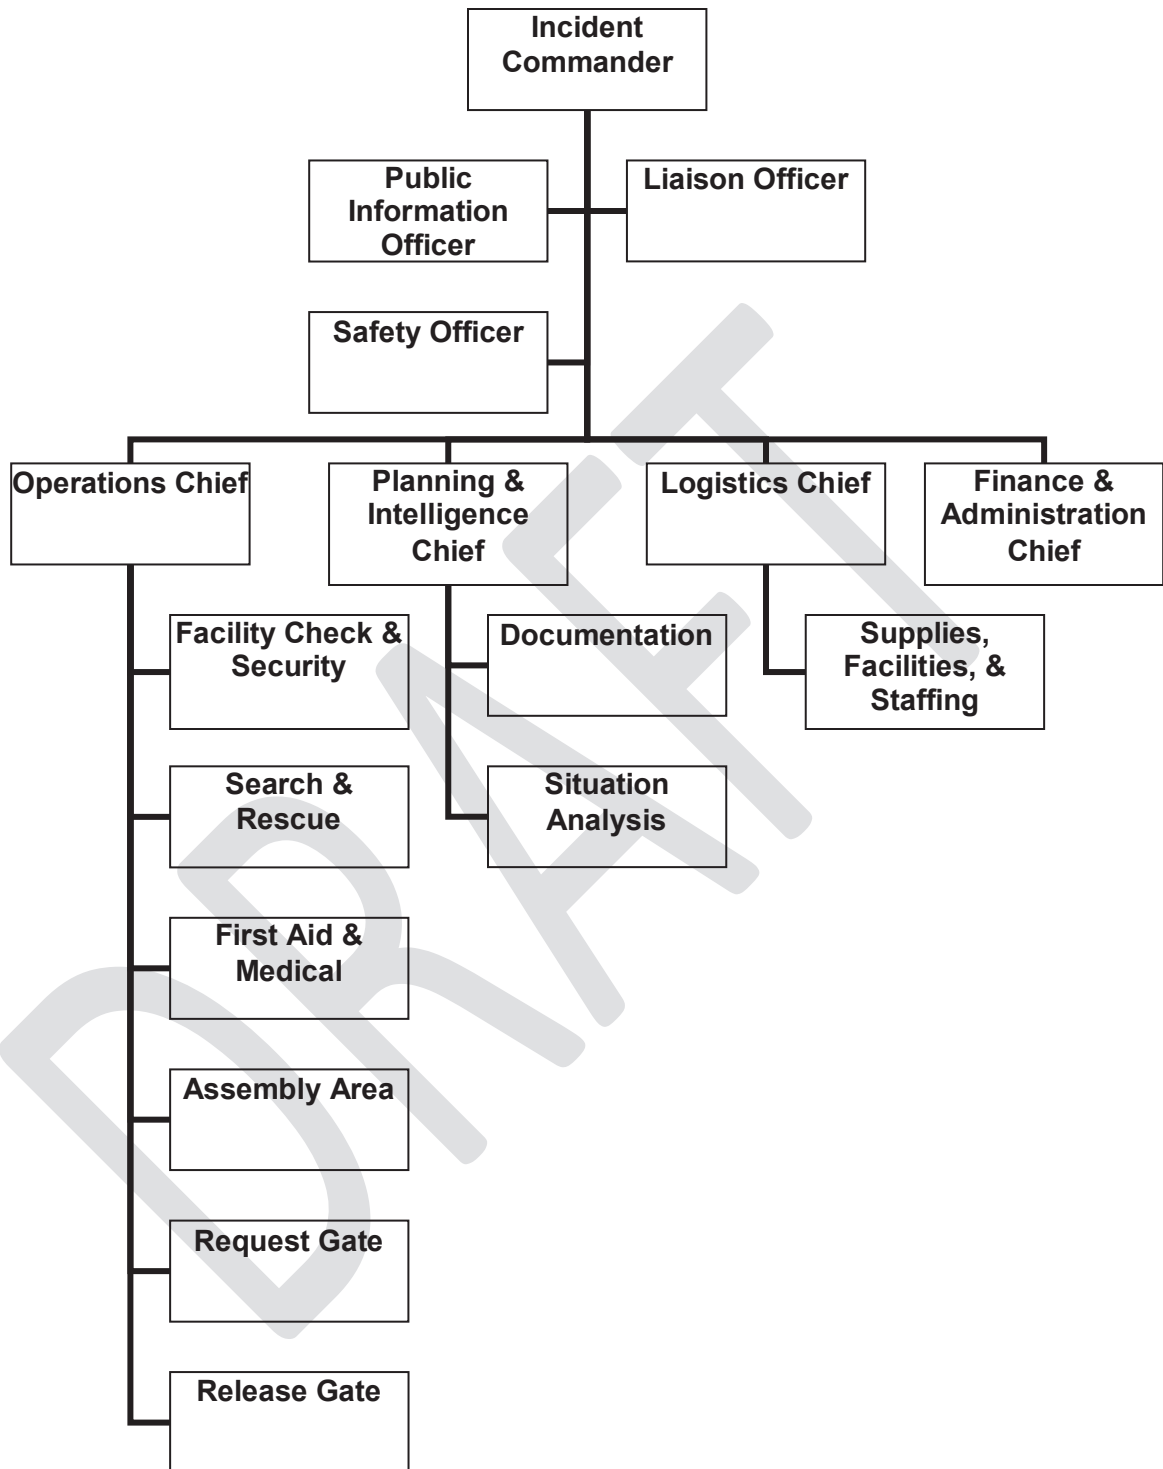 Incident
Commander
Public
Information
Officer
Liaison Officer
Safety Officer
Operations Chief
Planning &
Intelligence
Chief
Logistics Chief
Finance &
Administration
Chief
Facility Check &
Security
Documentation
Supplies,
Facilities, &
Staffing
Search &
Rescue
Situation
Analysis
First Aid &
Medical
Assembly Area
Request Gate
Release Gate
DRAFT